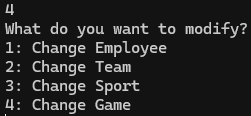 4
What do you want to modify?
1: Change Employee
2: Change Team
3: Change Sport
4: Change Game